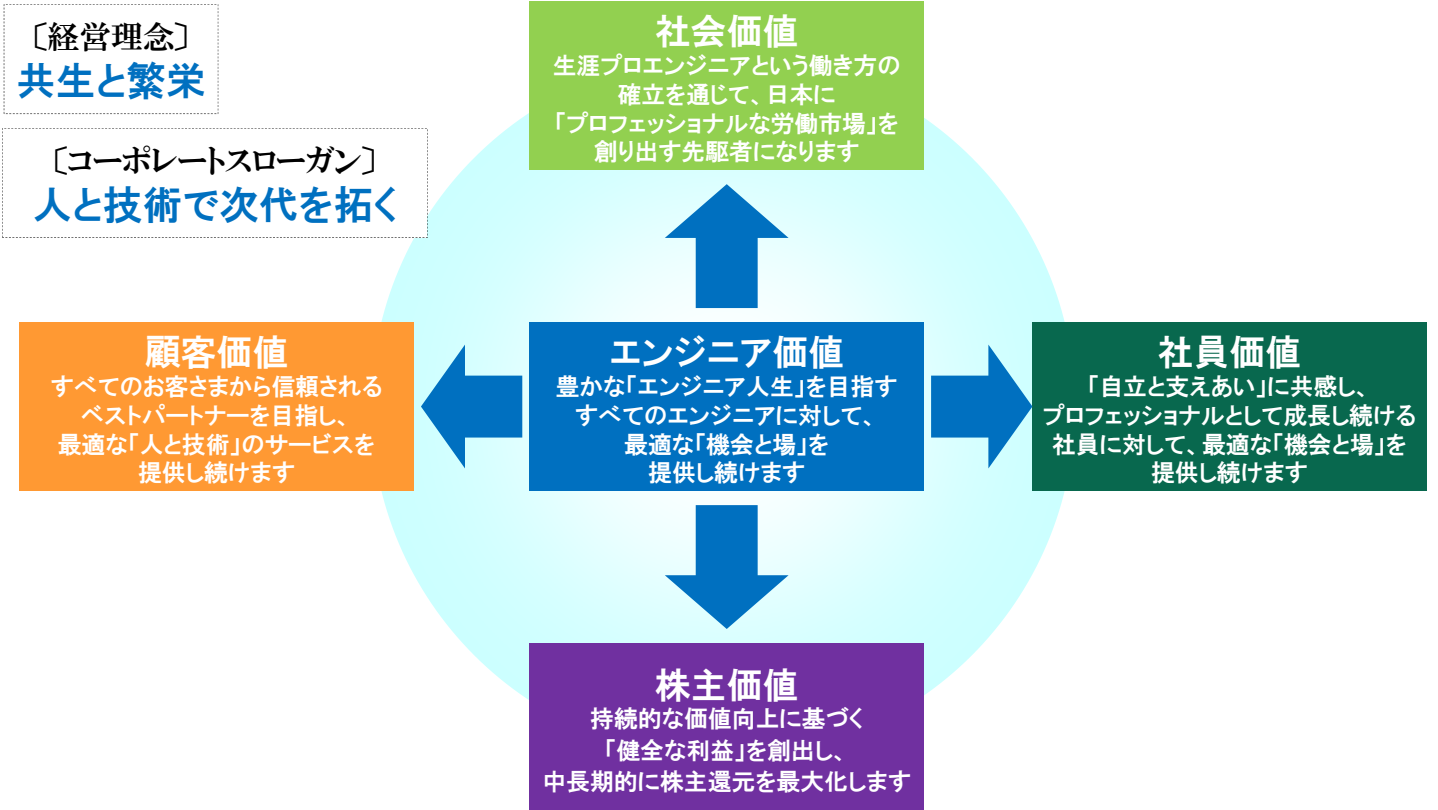 〔経営理念〕
共生と繁栄
〔コーポレートスローガン〕
人と技術で次代を拓く
社会価値
生涯プロエンジニアという働き方の
確立を通じて、日本に
「プロフェッショナルな労働市場」を
創り出す先駆者になります
顧客価値
すべてのお客さまから信頼される
ベストパートナーを目指し、
最適な「人と技術」のサービスを
提供し続けます
エンジニア価値
豊かな「エンジニア人生」を目指す
すべてのエンジニアに対して、
最適な「機会と場」を
提供し続けます
社員価値
「自立と支えあい」に共感し、
プロフェッショナルとして成長し続ける
社員に対して、最適な「機会と場」を
提供し続けます
株主価値
持続的な価値向上に基づく
「健全な利益」を創出し、
中長期的に株主還元を最大化します